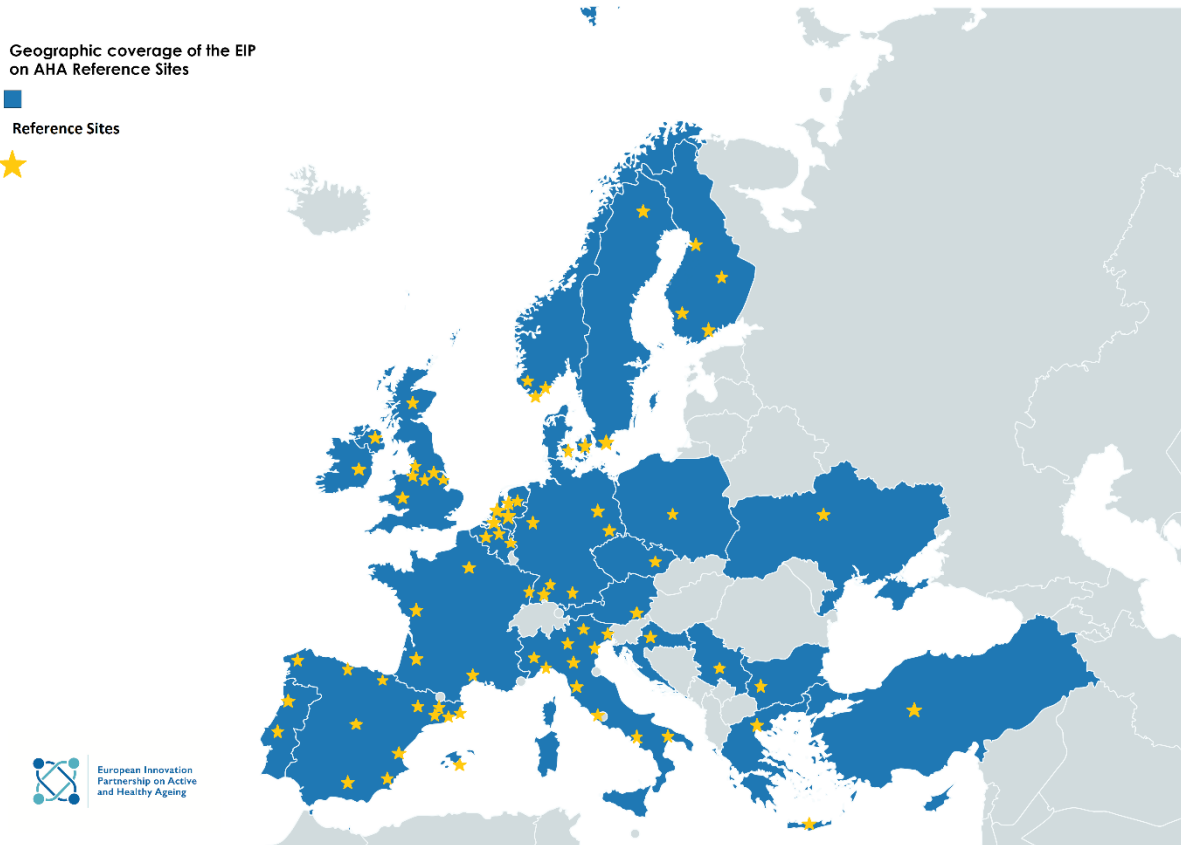 Geographic coverage of the EIP
on AHA Reference Sites
Reference Sites
European Innovation
Partnership on Active
and Healthy Ageing